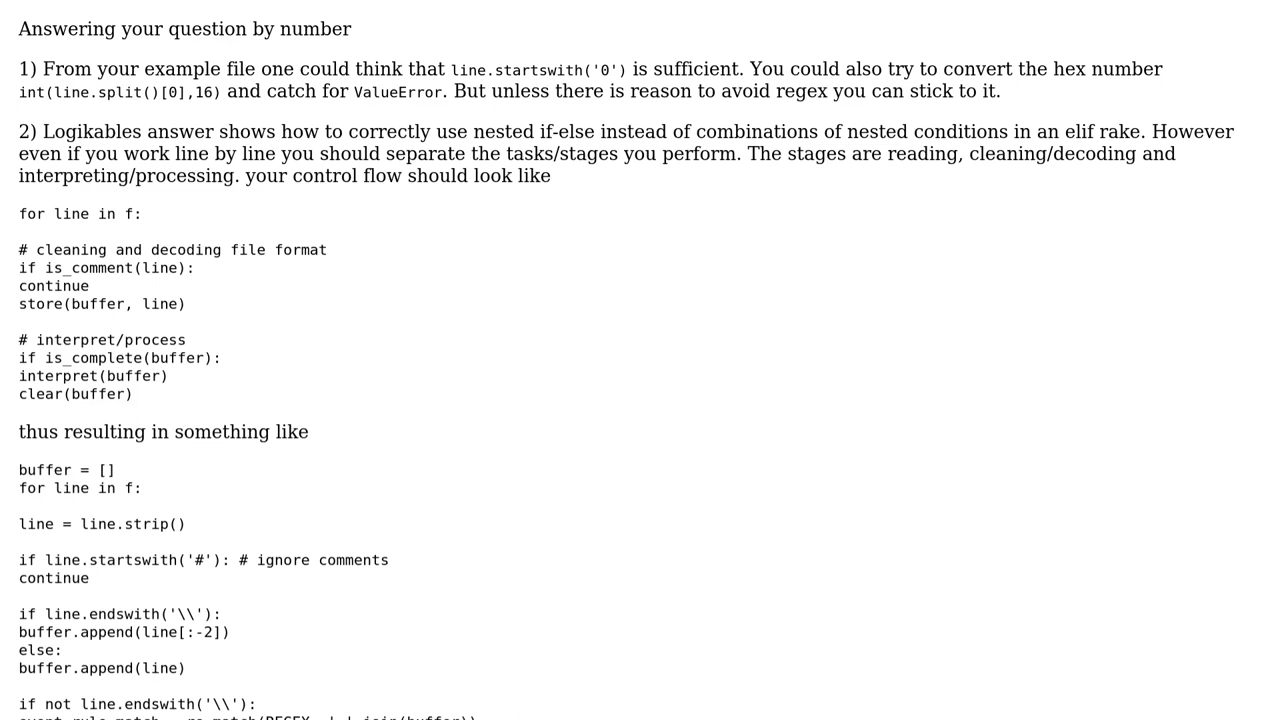 Answering your question by number
1) From your example file one could think that line.startswith('0') is sufficient. You could also try to convert the hex number
int(line.split()[0],16) and catch for ValueError. But unless there is reason to avoid regex you can stick to it.
2) Logikables answer shows how to correctly use nested if-else instead of combinations of nested conditions in an elif rake. However
even if you work line by line you should separate the tasks/stages you perform. The stages are reading, cleaning/decoding and
interpreting/processing. your control flow should look like
for line in f:
# cleaning and decoding file format
if is_comment(line):
continue
store(buffer, line)
# interpret/process
if is_complete(buffer):
interpret(buffer)
clear(buffer)
thus resulting in something like
buffer = []
for line in f:
line = line.strip()
if line.startswith('#'): # ignore comments
continue
if line.endswith('\\'):
buffer.append(line[:-2])
else:
buffer.append(line)
if not line.endswith('\\'):